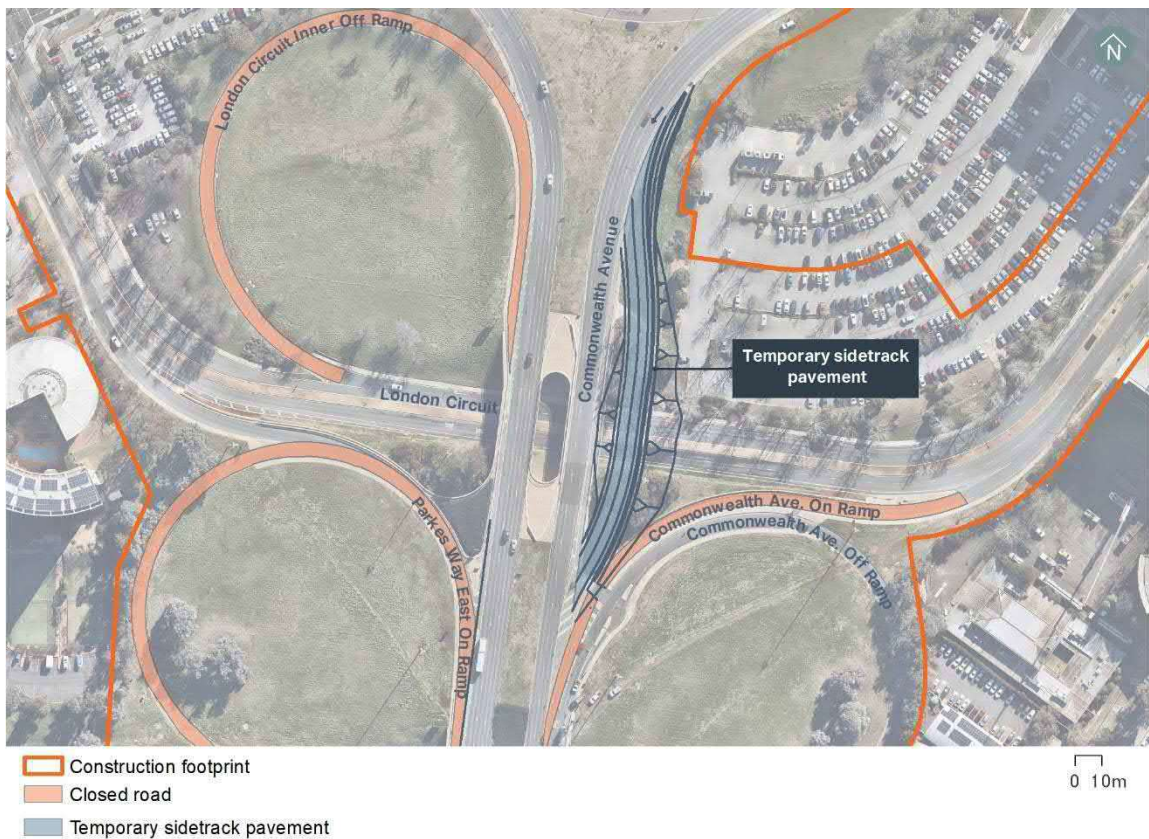 London Circuit Inner Off Ramp
N
Commonwealth Avenue
Temporary sidetrack
pavement
London Circuit
Parkes Way East On Ramp
Commonwealth Ave. On Ramp
Commonwealth Ave. Off Ramp
Construction footprint
Closed road
Temporary sidetrack pavement
0 10m